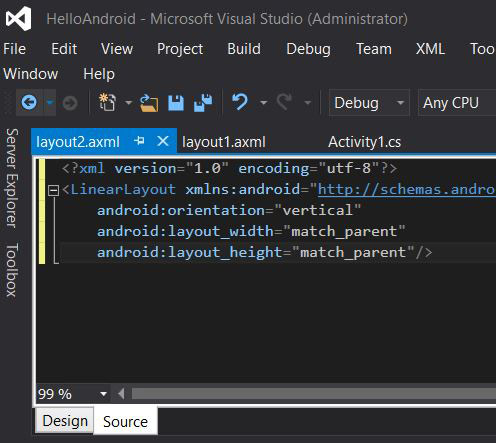 HelloAndroid - Microsoft Visual Studio (Administrator)
File Edit View Project Build Debug Team XML Too
Window Help
Debug Any CPU
layout2.axml layout1.axml Activity1.cs
Server Explorer
Toolbox
<?xml version="1.0" encoding="utf-8"?>
<LinearLayout xmlns:android="http://schemas.andro
android:orientation="vertical"
android:layout_width="match_parent"
android:layout_height="match_parent"/>
99 %
Design Source